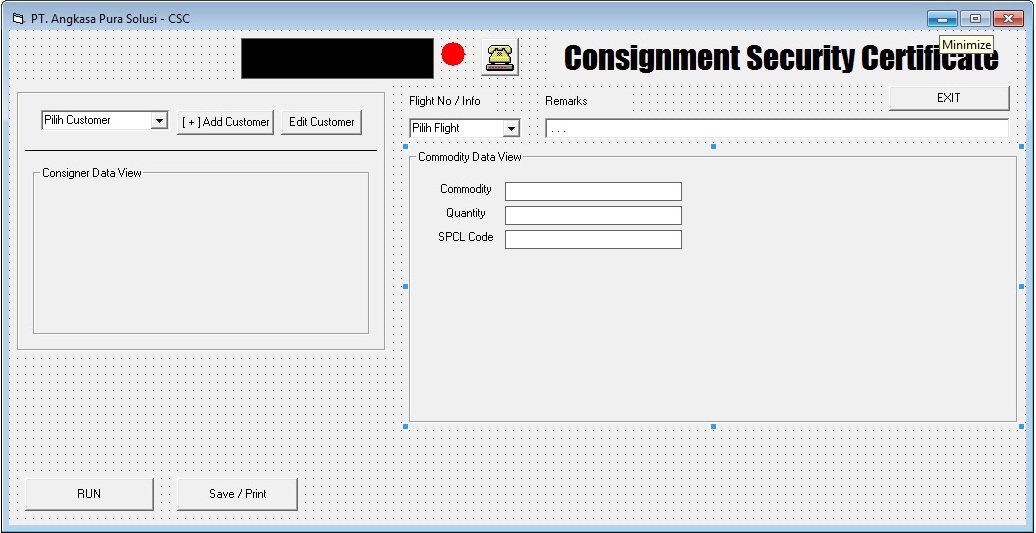 PT. Angkasa Pura Solusi - CSC
Minimize
Consignment Security Certificate
EXIT
Pilih Customer
[ + ] Add Customer
Edit Customer
Consigner Data View
Flight No / Info
Remarks
Pilih Flight
. . .
Commodity Data View
Commodity
Quantity
SPCL Code
RUN
Save / Print